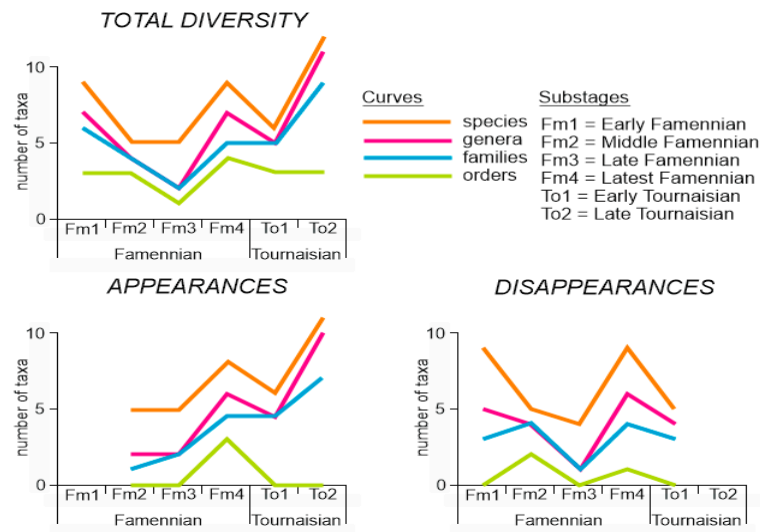 TOTAL DIVERSITY
number of taxa
10
5
0
Fm1 Fm2 Fm3 Fm4 To1 To2
Famennian Tournaisian
Curves
species
genera
families
orders
Substages
Fm1 = Early Famennian
Fm2 = Middle Famennian
Fm3 = Late Famennian
Fm4 = Latest Famennian
To1 = Early Tournaisian
To2 = Late Tournaisian
APPEARANCES
number of taxa
10
5
0
Fm1 Fm2 Fm3 Fm4 To1 To2
Famennian Tournaisian
DISAPPEARANCES
number of taxa
10
5
0
Fm1 Fm2 Fm3 Fm4 To1 To2
Famennian Tournaisian